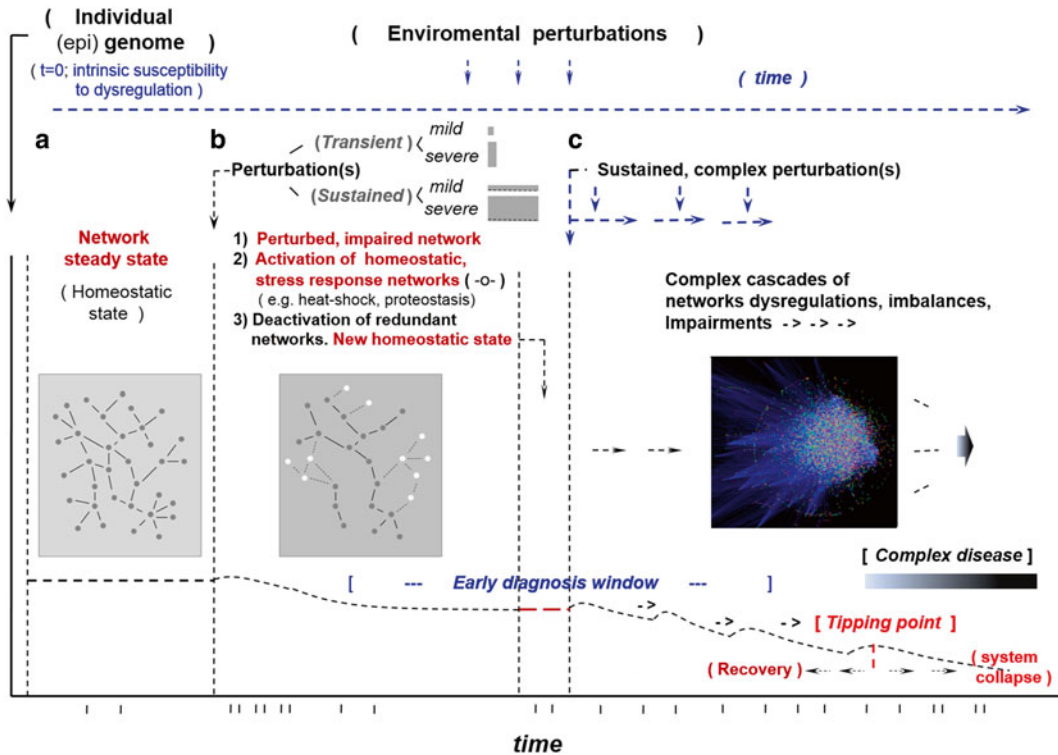 ( Individual
(epi) genome )
( t=0; intrinsic susceptibility
to dysregulation )
( Enviromental perturbations )
( time )
a
b
Perturbation(s)
(Transient)
mild
severe
(Sustained)
mild
severe
c
Sustained, complex perturbation(s)
Network
steady state
( Homeostatic
state )
1) Perturbed, impaired network
2) Activation of homeostatic,
stress response networks ( -o- )
( e.g. heat-shock, proteostasis)
3) Deactivation of redundant
networks. New homeostatic state
Complex cascades of
networks dysregulations, imbalances,
Impairments -> -> ->
[ Complex disease ]
[ --- Early diagnosis window --- ]
-> -> -> [ Tipping point ]
( Recovery )
( system
collapse )
time